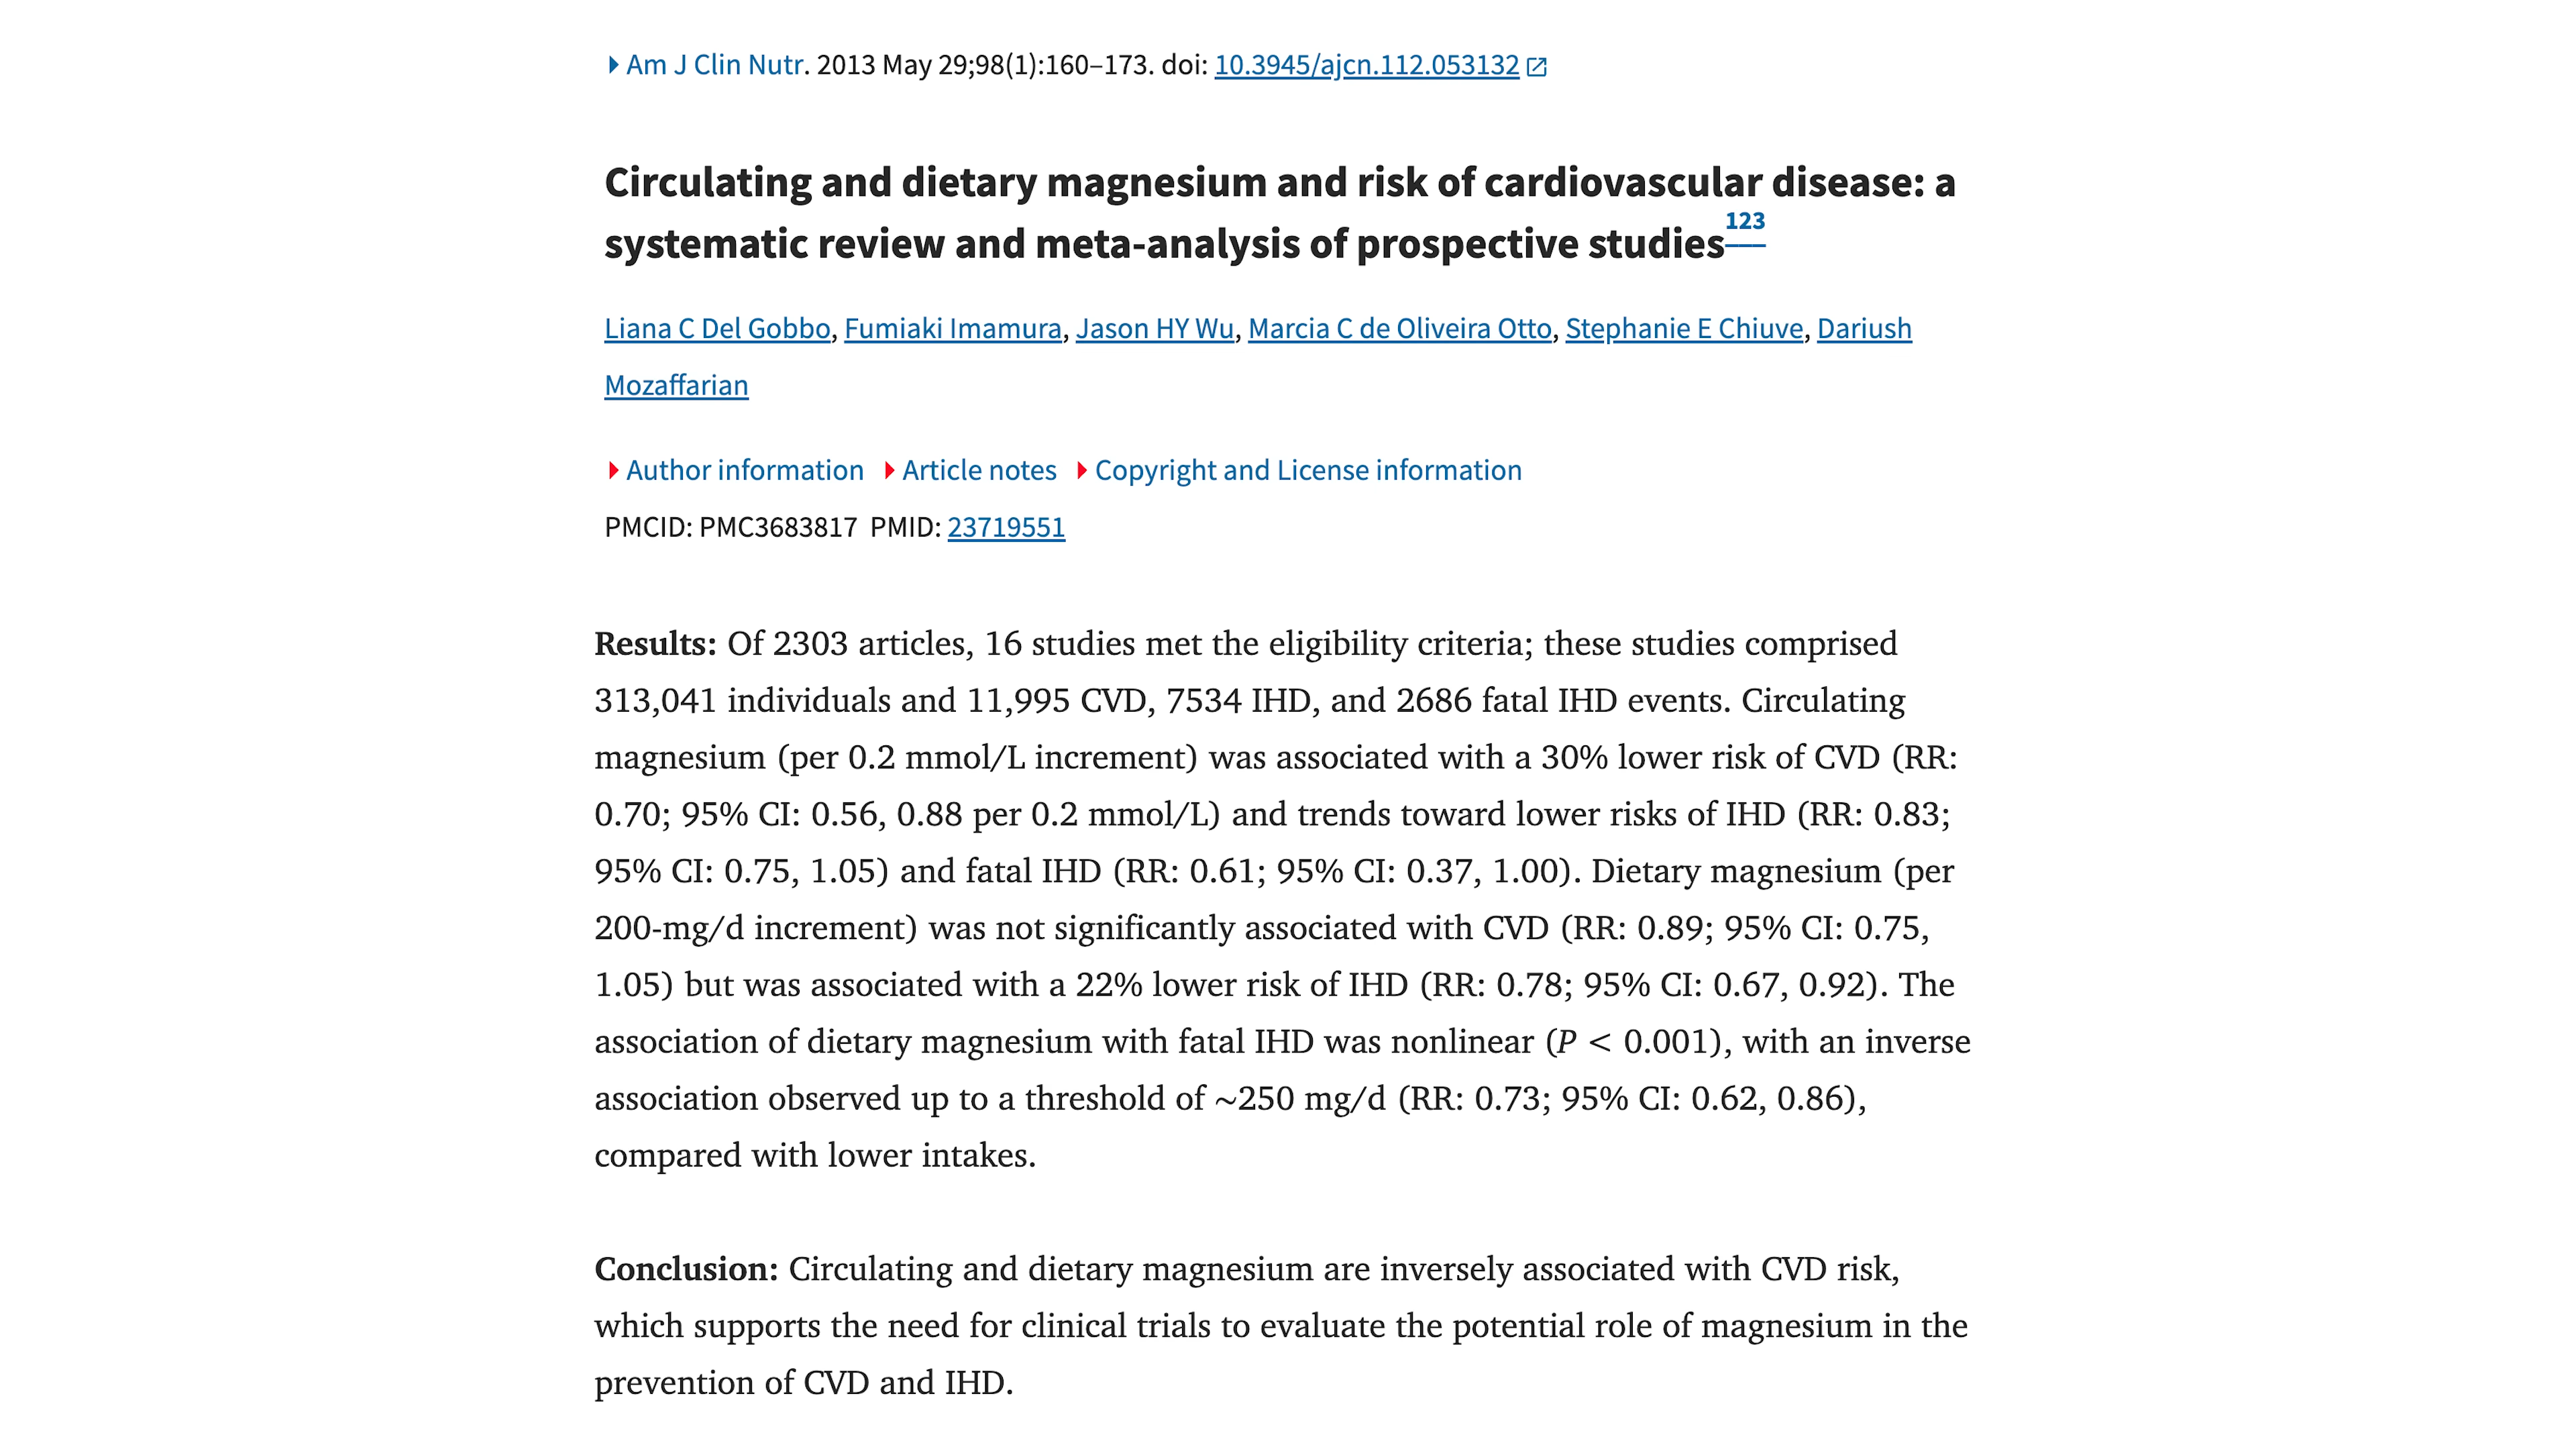 Am J Clin Nutr. 2013 May 29;98(1):160–173. doi: 10.3945/ajcn.112.053132
Circulating and dietary magnesium and risk of cardiovascular disease: a
systematic review and meta-analysis of prospective studies123
Liana C Del Gobbo, Fumiaki Imamura, Jason HY Wu, Marcia C de Oliveira Otto, Stephanie E Chiuve, Dariush
Mozaffarian
Author information Article notes Copyright and License information
PMCID: PMC3683817 PMID: 23719551
Results: Of 2303 articles, 16 studies met the eligibility criteria; these studies comprised
313,041 individuals and 11,995 CVD, 7534 IHD, and 2686 fatal IHD events. Circulating
magnesium (per 0.2 mmol/L increment) was associated with a 30% lower risk of CVD (RR:
0.70; 95% CI: 0.56, 0.88 per 0.2 mmol/L) and trends toward lower risks of IHD (RR: 0.83;
95% CI: 0.75, 1.05) and fatal IHD (RR: 0.61; 95% CI: 0.37, 1.00). Dietary magnesium (per
200-mg/d increment) was not significantly associated with CVD (RR: 0.89; 95% CI: 0.75,
1.05) but was associated with a 22% lower risk of IHD (RR: 0.78; 95% CI: 0.67, 0.92). The
association of dietary magnesium with fatal IHD was nonlinear (P < 0.001), with an inverse
association observed up to a threshold of ~250 mg/d (RR: 0.73; 95% CI: 0.62, 0.86),
compared with lower intakes.
Conclusion: Circulating and dietary magnesium are inversely associated with CVD risk,
which supports the need for clinical trials to evaluate the potential role of magnesium in the
prevention of CVD and IHD.